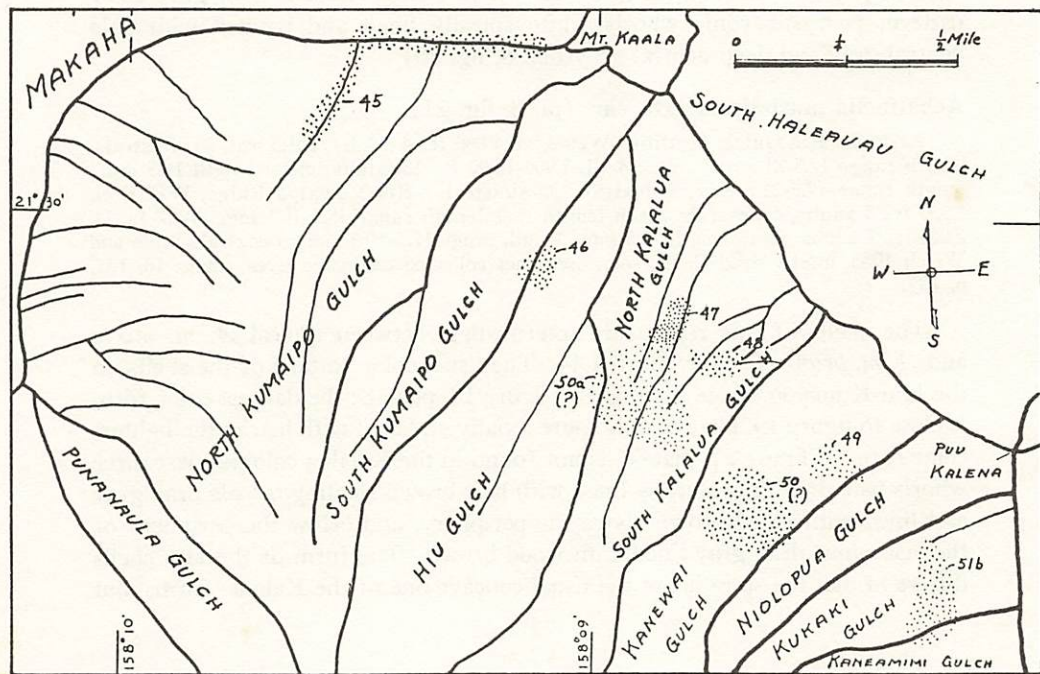 MAKAHA
MT. KAALA
0 ¼ ½ Mile
SOUTH HALEAUAU GULCH
45
21° 30'
N
W E
S
46
NORTH KALALUA
GULCH
47
48
KUMAIPO GULCH
NORTH
SOUTH KUMAIPO GULCH
HIU GULCH
50a
(?)
SOUTH KALALUA GULCH
49
50
(?)
PUU
KALENA
PUNANAULA GULCH
KANEWAI
GULCH
NIOLOPUA GULCH
KUKAKI
GULCH
51b
KANEAMIMI GULCH
158° 10'
158° 09'